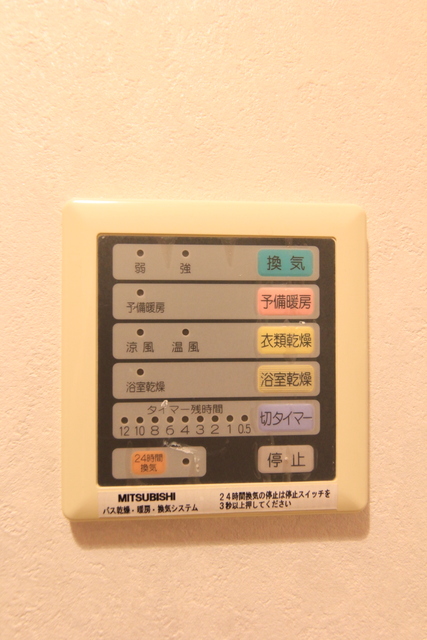 弱 強 換気
予備暖房 予備暖房
涼風 温風 衣類乾燥
浴室乾燥 浴室乾燥
タイマー残時間
12 10 8 6 4 3 2 1 0.5 切タイマー
24時間
換気 停止
MITSUBISHI
バス乾燥・暖房・換気システム
24時間換気の停止は停止スイッチを
3秒以上押してください